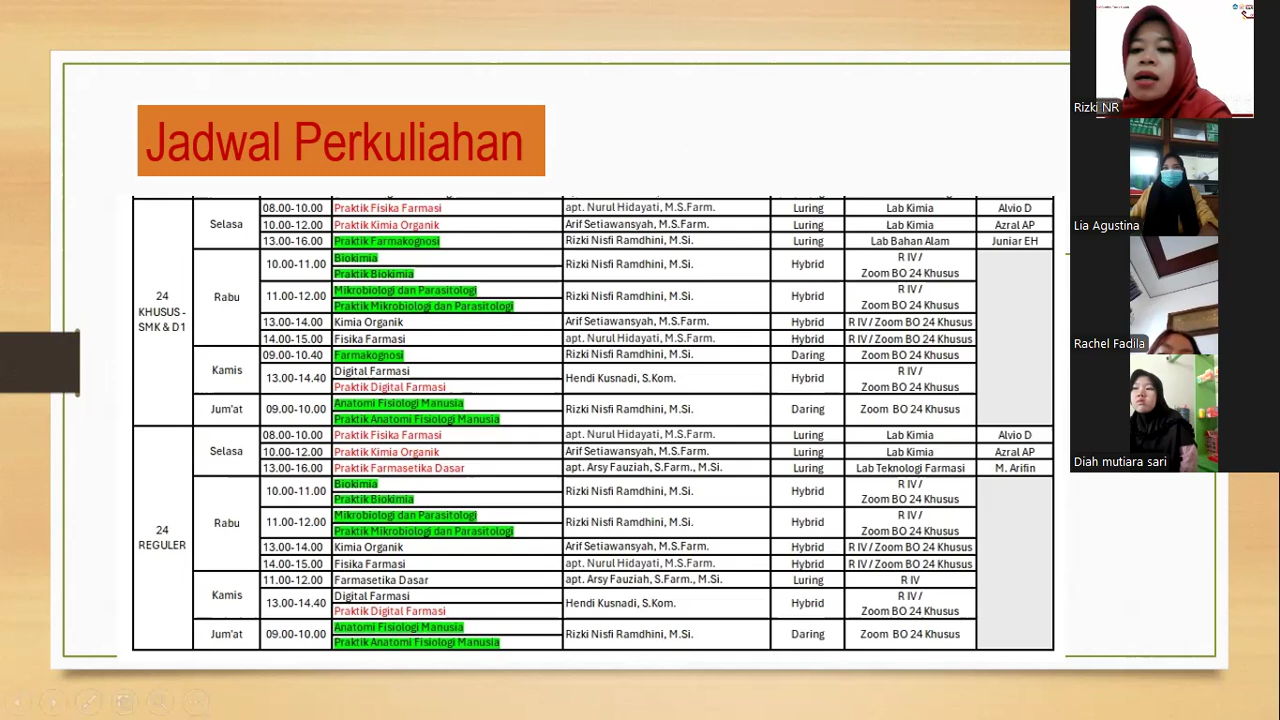 Jadwal Perkuliahan
24 KHUSUS - SMK & D1
Selasa
08.00-10.00 Praktik Fisika Farmasi apt. Nurul Hidayati, M.S.Farm. Luring Lab Kimia Alvio D
10.00-12.00 Praktik Kimia Organik Arif Setiawansyah, M.S.Farm. Luring Lab Kimia Azral AP
13.00-16.00 Praktik Farmakognosi Rizki Nisfi Ramdhini, M.Si. Luring Lab Bahan Alam Juniar EH
Rabu
10.00-11.00 Biokimia
Praktik Biokimia
Rizki Nisfi Ramdhini, M.Si. Hybrid R IV /
Zoom BO 24 Khusus
11.00-12.00 Mikrobiologi dan Parasitologi
Praktik Mikrobiologi dan Parasitologi
Rizki Nisfi Ramdhini, M.Si. Hybrid R IV /
Zoom BO 24 Khusus
13.00-14.00 Kimia Organik Arif Setiawansyah, M.S.Farm. Hybrid R IV / Zoom BO 24 Khusus
14.00-15.00 Fisika Farmasi apt. Nurul Hidayati, M.S.Farm. Hybrid R IV / Zoom BO 24 Khusus
Kamis
09.00-10.40 Farmakognosi Rizki Nisfi Ramdhini, M.Si. Daring Zoom BO 24 Khusus
13.00-14.40 Digital Farmasi
Praktik Digital Farmasi
Hendi Kusnadi, S.Kom. Hybrid R IV /
Zoom BO 24 Khusus
Jum'at
09.00-10.00 Anatomi Fisiologi Manusia
Praktik Anatomi Fisiologi Manusia
Rizki Nisfi Ramdhini, M.Si. Daring Zoom BO 24 Khusus
24 REGULER
Selasa
08.00-10.00 Praktik Fisika Farmasi apt. Nurul Hidayati, M.S.Farm. Luring Lab Kimia Alvio D
10.00-12.00 Praktik Kimia Organik Arif Setiawansyah, M.S.Farm. Luring Lab Kimia Azral AP
13.00-16.00 Praktik Farmasetika Dasar apt. Arsy Fauziah, S.Farm., M.Si. Luring Lab Teknologi Farmasi M. Arifin
Rabu
10.00-11.00 Biokimia
Praktik Biokimia
Rizki Nisfi Ramdhini, M.Si. Hybrid R IV /
Zoom BO 24 Khusus
11.00-12.00 Mikrobiologi dan Parasitologi
Praktik Mikrobiologi dan Parasitologi
Rizki Nisfi Ramdhini, M.Si. Hybrid R IV /
Zoom BO 24 Khusus
13.00-14.00 Kimia Organik Arif Setiawansyah, M.S.Farm. Hybrid R IV / Zoom BO 24 Khusus
14.00-15.00 Fisika Farmasi apt. Nurul Hidayati, M.S.Farm. Hybrid R IV / Zoom BO 24 Khusus
Kamis
11.00-12.00 Farmasetika Dasar apt. Arsy Fauziah, S.Farm., M.Si. Luring R IV
13.00-14.40 Digital Farmasi
Praktik Digital Farmasi
Hendi Kusnadi, S.Kom. Hybrid R IV /
Zoom BO 24 Khusus
Jum'at
09.00-10.00 Anatomi Fisiologi Manusia
Praktik Anatomi Fisiologi Manusia
Rizki Nisfi Ramdhini, M.Si. Daring Zoom BO 24 Khusus
Rizki NR
Lia Agustina
Rachel Fadila
Diah mutiara sari